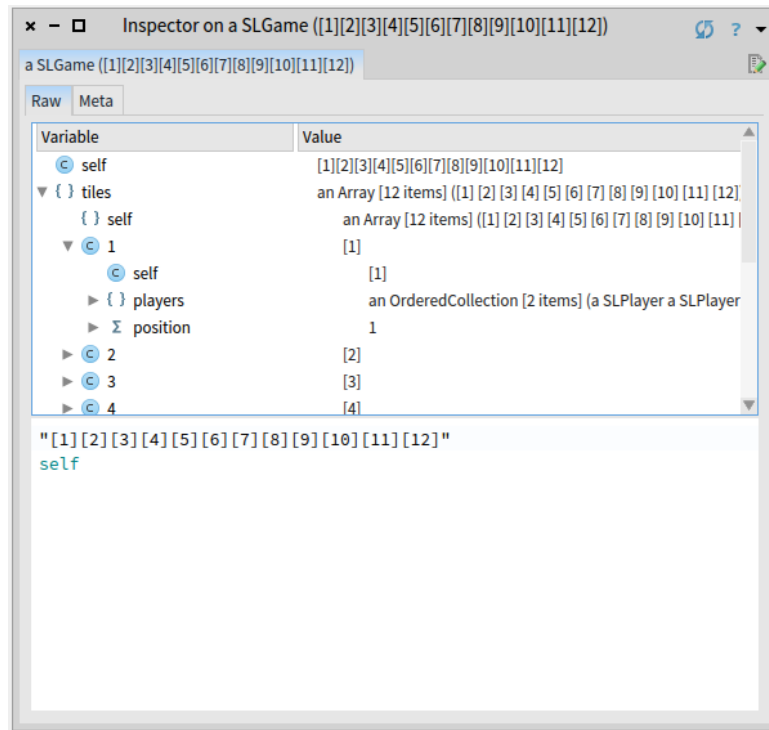 Inspector on a SLGame ([1][2][3][4][5][6][7][8][9][10][11][12])
a SLGame ([1][2][3][4][5][6][7][8][9][10][11][12])
Raw Meta
Variable Value
self [1][2][3][4][5][6][7][8][9][10][11][12]
{ } tiles an Array [12 items] ([1] [2] [3] [4] [5] [6] [7] [8] [9] [10] [11] [12]
{ } self an Array [12 items] ([1] [2] [3] [4] [5] [6] [7] [8] [9] [10] [11] [
1 [1]
self [1]
{ } players an OrderedCollection [2 items] (a SLPlayer a SLPlayer
Σ position 1
2 [2]
3 [3]
4 [4]
"[1][2][3][4][5][6][7][8][9][10][11][12]"
self